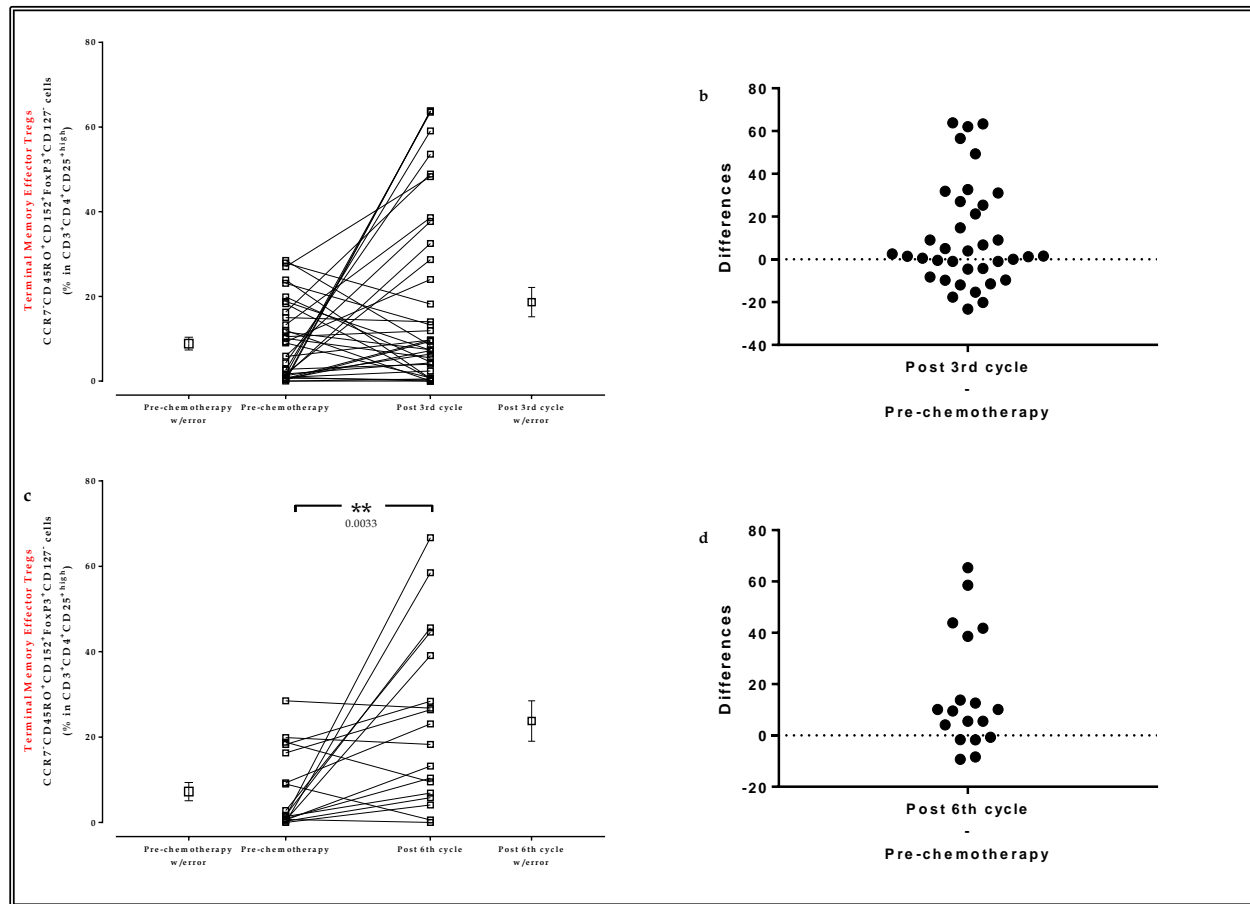 80
60
40
20
0
Terminal Memory Effector Tregs
CCR7⁻CD45RO⁺CD152⁺FoxP3⁺CD127⁻ cells
(% in CD3⁺CD4⁺CD25⁺ʰⁱᵍʰ)
Pre-chemotherapy
w/error
Pre-chemotherapy
Post 3rd cycle
Post 3rd cycle
w/error
b
80
60
40
20
0
-20
-40
Differences
Post 3rd cycle
-
Pre-chemotherapy
c
80
60
40
20
0
Terminal Memory Effector Tregs
CCR7⁻CD45RO⁺CD152⁺FoxP3⁺CD127⁻ cells
(% in CD3⁺CD4⁺CD25⁺ʰⁱᵍʰ)
**
0.0033
Pre-chemotherapy
w/error
Pre-chemotherapy
Post 6th cycle
Post 6th cycle
w/error
d
80
60
40
20
0
-20
Differences
Post 6th cycle
-
Pre-chemotherapy